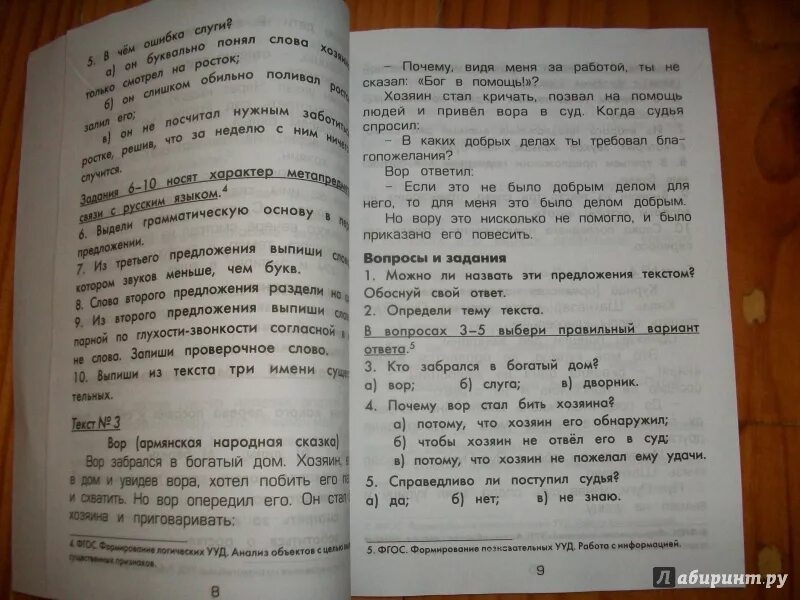 5. В чём ошибка слуги?
а) он буквально понял слова хозяин
только смотрел на росток;
б) он слишком обильно поливал рост
залил его;
в) он не посчитал нужным заботить
ростке, решив, что за неделю с ним ничег
случится.
Задания 6–10 носят характер метапредме
связи с русским языком.4
6. Выдели грамматическую основу в пер
предложении.
7. Из третьего предложения выпиши сло
котором звуков меньше, чем букв.
8. Слова второго предложения раздели на
9. Из второго предложения выпиши сло
парной по глухости-звонкости согласной в
не слова. Запиши проверочное слово.
10. Выпиши из текста три имени сущес
тельных.
Текст № 3
Вор (армянская народная сказка)
Вор забрался в богатый дом. Хозяин,
в дом и увидев вора, хотел побить его
и схватить. Но вор опередил его. Он стал
хозяина и приговаривать:
4. ФГОС. Формирование логических УУД. Анализ объектов с целью
существенных признаков.
8
– Почему, видя меня за работой, ты не
сказал: «Бог в помощь!»?
Хозяин стал кричать, позвал на помощь
людей и привёл вора в суд. Когда судья
спросил:
– В каких добрых делах ты требовал бла-
гопожелания?
Вор ответил:
– Если это не было добрым делом для
него, то для меня это было делом добрым.
Но вору это нисколько не помогло, и было
приказано его повесить.
Вопросы и задания
1. Можно ли назвать эти предложения текстом?
Обоснуй свой ответ.
2. Определи тему текста.
В вопросах 3–5 выбери правильный вариант
ответа.5
3. Кто забрался в богатый дом?
а) вор; б) слуга; в) дворник.
4. Почему вор стал бить хозяина?
а) потому, что хозяин его обнаружил;
б) чтобы хозяин не отвёл его в суд;
в) потому, что хозяин не пожелал ему удачи.
5. Справедливо ли поступил судья?
а) да; б) нет; в) не знаю.
5. ФГОС. Формирование познавательных УУД. Работа с информацией.
9
Лабиринт.ру